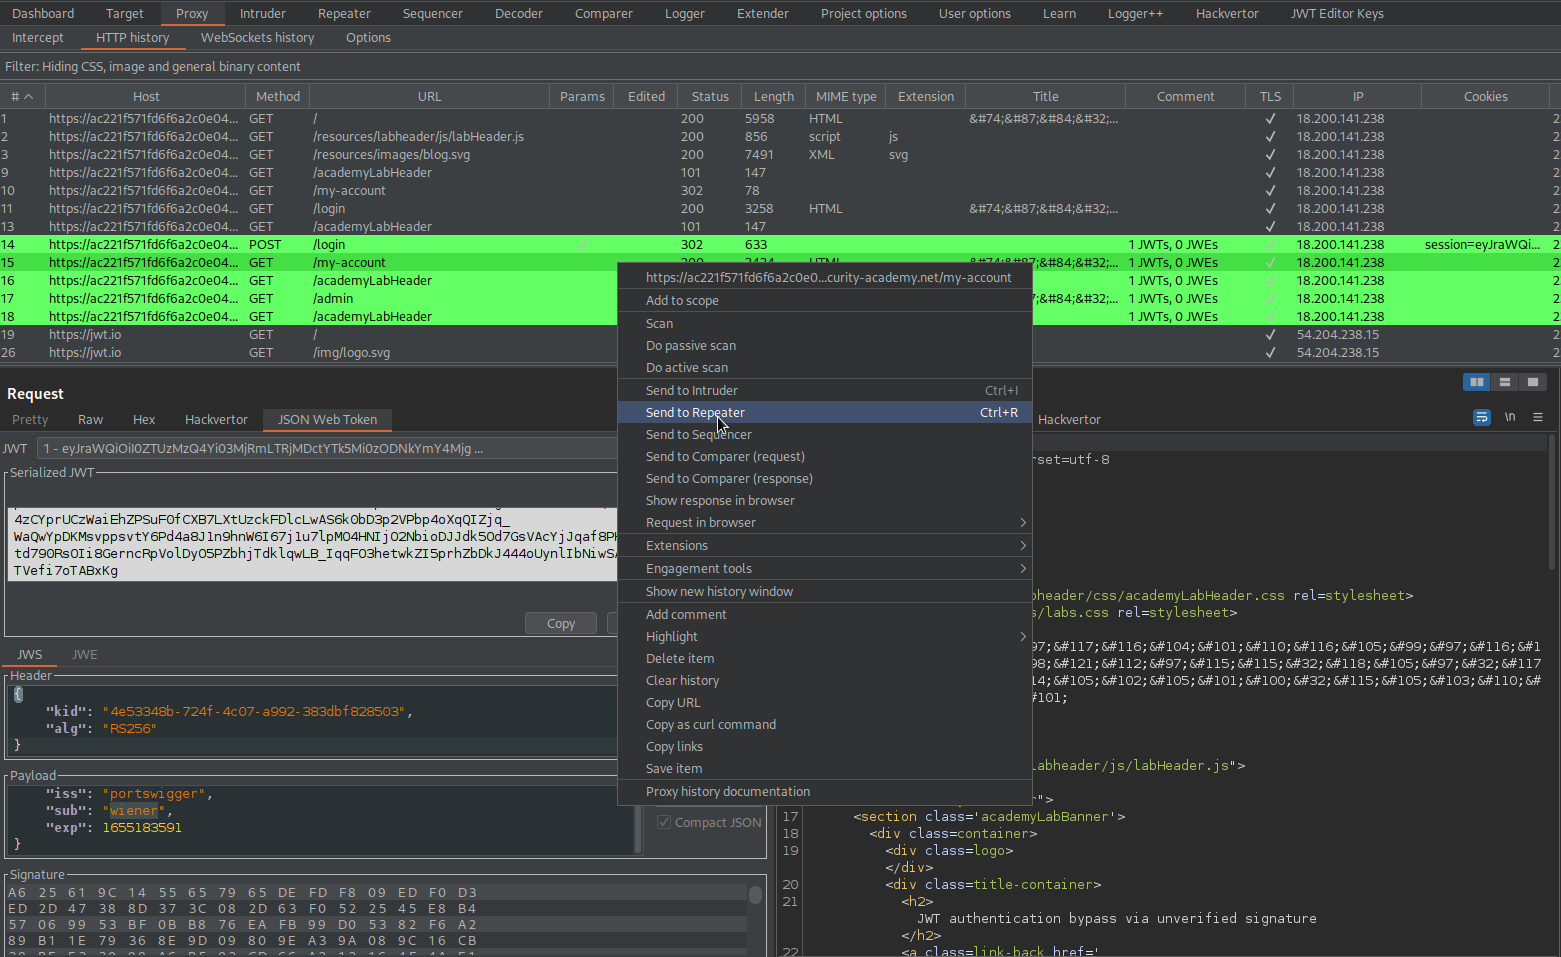 Dashboard Target Proxy Intruder Repeater Sequencer Decoder Comparer Logger Extender Project options User options Learn Logger++ Hackvertor JWT Editor Keys
Intercept HTTP history WebSockets history Options
Filter: Hiding CSS, image and general binary content
# Host Method URL Params Edited Status Length MIME type Extension Title Comment TLS IP Cookies
1 https://ac221f571fd6f6a2c0e04... GET / 200 5958 HTML &#74;&#87;&#84;&#32;... ✓ 18.200.141.238 2
2 https://ac221f571fd6f6a2c0e04... GET /resources/labheader/js/labHeader.js 200 856 script js ✓ 18.200.141.238 2
3 https://ac221f571fd6f6a2c0e04... GET /resources/images/blog.svg 200 7491 XML svg ✓ 18.200.141.238 2
9 https://ac221f571fd6f6a2c0e04... GET /academyLabHeader 101 147 ✓ 18.200.141.238 2
10 https://ac221f571fd6f6a2c0e04... GET /my-account 302 78 ✓ 18.200.141.238 2
11 https://ac221f571fd6f6a2c0e04... GET /login 200 3258 HTML &#74;&#87;&#84;&#32;... ✓ 18.200.141.238 2
13 https://ac221f571fd6f6a2c0e04... GET /academyLabHeader 101 147 ✓ 18.200.141.238 2
14 https://ac221f571fd6f6a2c0e04... POST /login ✓ 302 633 1 JWTs, 0 JWEs ✓ 18.200.141.238 session=eyJraWQi... 2
15 https://ac221f571fd6f6a2c0e04... GET /my-account 200 3434 HTML &#74;&#87;&#84;&#32;... 1 JWTs, 0 JWEs ✓ 18.200.141.238 2
16 https://ac221f571fd6f6a2c0e04... GET /academyLabHeader 1 JWTs, 0 JWEs ✓ 18.200.141.238 2
17 https://ac221f571fd6f6a2c0e04... GET /admin 7;&#84;&#32;... 1 JWTs, 0 JWEs ✓ 18.200.141.238 2
18 https://ac221f571fd6f6a2c0e04... GET /academyLabHeader 1 JWTs, 0 JWEs ✓ 18.200.141.238 2
19 https://jwt.io GET / ✓ 54.204.238.15 2
26 https://jwt.io GET /img/logo.svg ✓ 54.204.238.15 2
https://ac221f571fd6f6a2c0e0...curity-academy.net/my-account
Add to scope
Scan
Do passive scan
Do active scan
Send to Intruder Ctrl+I
Send to Repeater Ctrl+R
Send to Sequencer
Send to Comparer (request)
Send to Comparer (response)
Show response in browser
Request in browser
Extensions
Engagement tools
Show new history window
Add comment
Highlight
Delete item
Clear history
Copy URL
Copy as curl command
Copy links
Save item
Proxy history documentation
Request
Pretty Raw Hex Hackvertor JSON Web Token
JWT 1 - eyJraWQiOiI0ZTUzMzQ4Yi03MjRmLTRjMDctYTk5Mi0zODNkYmY4Mjg ...
Serialized JWT
4zCYprUCzWaiEhZPSuF0fCXB7LXtUzckFDlcLwAS6k0bD3p2VPbp4oXqQIZjq_
WaQwYpDKMsvppsvtY6Pd4a8J1n9hnW6I67j1u7lpM04HNIjO2NbioDJJdk5Od7GsVAcYjJqaf8P
td790RsOIi8GerncRpVolDyO5PZbhjTdklqwLB_IqqFO3hetwkZI5prhZbDkJ444oUynlIbNiwS
TVefi7oTABxKg
Copy
JWS JWE
Header
{
"kid": "4e53348b-724f-4c07-a992-383dbf828503",
"alg": "RS256"
}
Payload
"iss": "portswigger",
"sub": "wiener",
"exp": 1655183591
}
Compact JSON
Signature
A6 25 61 9C 14 55 65 79 65 DE FD F8 09 ED F0 D3
ED 2D 47 38 8D 37 3C 08 2D 63 F0 52 25 45 E8 B4
57 06 99 53 BF 0B B8 76 EA FB 99 D0 53 82 F6 A2
89 B1 1E 79 36 8E 9D 09 80 9E A3 9A 08 9C 16 CB
Hackvertor
\n
rset=utf-8
header/css/academyLabHeader.css rel=stylesheet>
s/labs.css rel=stylesheet>
97;&#117;&#116;&#104;&#101;&#110;&#116;&#105;&#99;&#97;&#116;&#1
98;&#121;&#112;&#97;&#115;&#115;&#32;&#118;&#105;&#97;&#32;&#117
14;&#105;&#102;&#105;&#101;&#100;&#32;&#115;&#105;&#103;&#110;&#
#101;
labheader/js/labHeader.js">
">
17 <section class='academyLabBanner'>
18 <div class=container>
19 <div class=logo>
</div>
20 <div class=title-container>
21 <h2>
JWT authentication bypass via unverified signature
</h2>
22 <a class=link-back href='